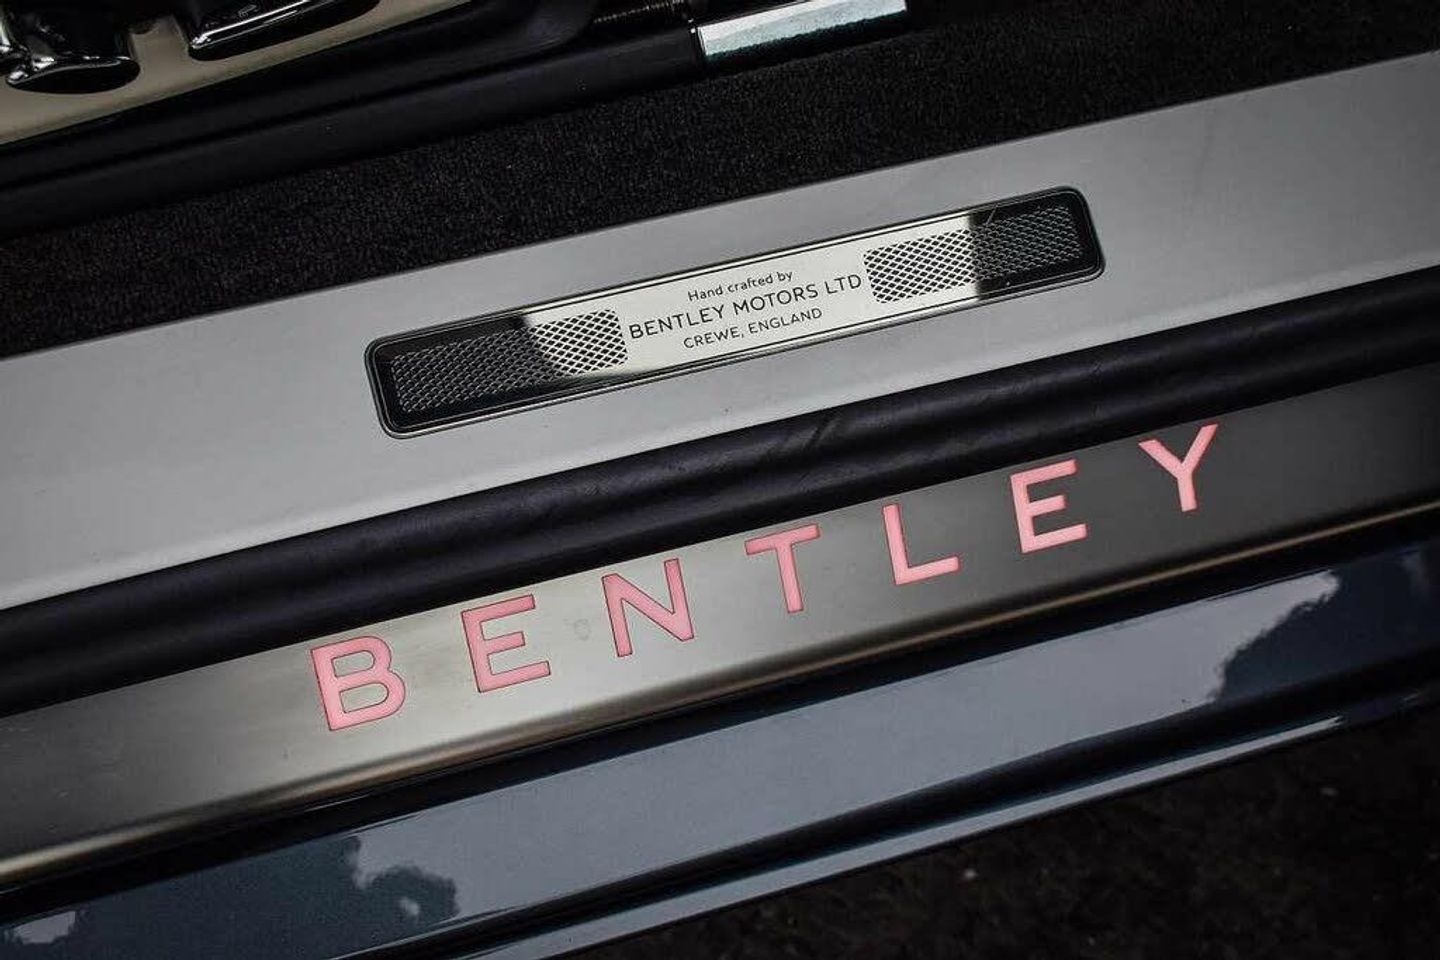 Hand crafted by
BENTLEY MOTORS LTD
CREWE, ENGLAND
BENTLEY